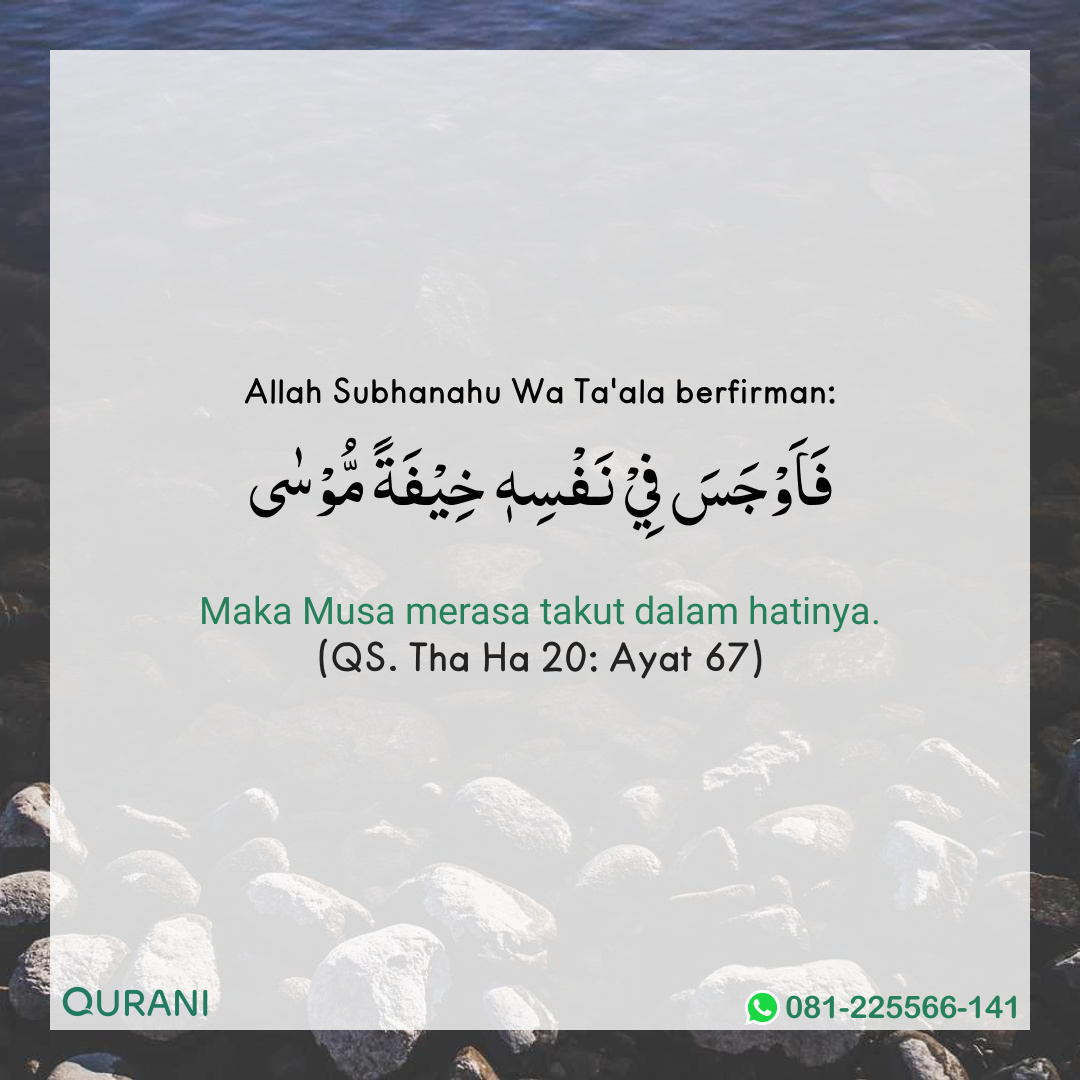 Allah Subhanahu Wa Ta'ala berfirman:
فَاَوْجَسَ فِيْ نَفْسِهٖ خِيْفَةً مُّوْسٰى
Maka Musa merasa takut dalam hatinya.
(QS. Tha Ha 20: Ayat 67)
QURANI
081-225566-141